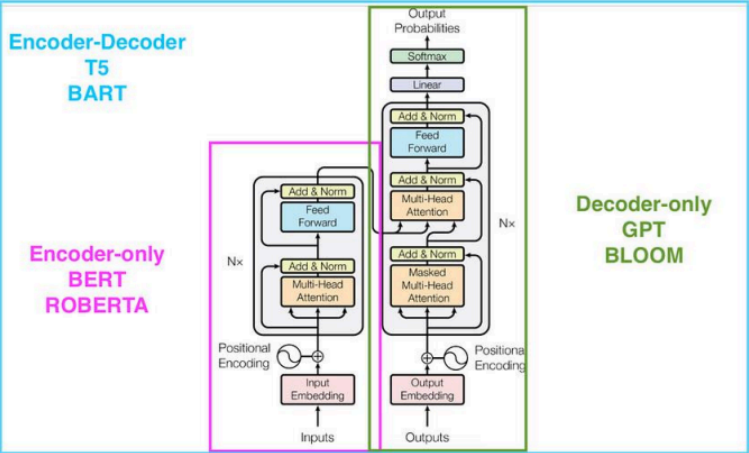 Encoder-Decoder
T5
BART
Encoder-only
BERT
ROBERTA
Add & Norm
Feed
Forward
Nx
Add & Norm
Multi-Head
Attention
Positional
Encoding
Input
Embedding
Inputs
Output
Probabilities
Softmax
Linear
Add & Norm
Feed
Forward
Add & Norm
Multi-Head
Attention
Nx
Add & Norm
Masked
Multi-Head
Attention
Positiona
Encoding
Output
Embedding
Outputs
Decoder-only
GPT
BLOOM